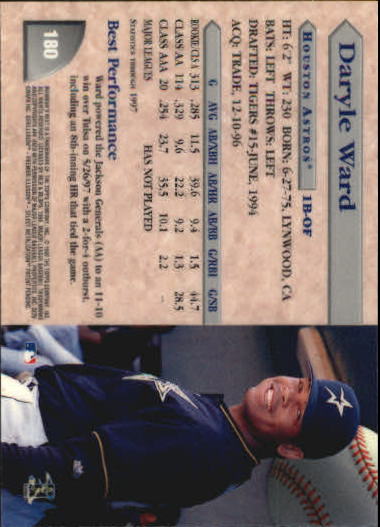 Daryle Ward
HOUSTON ASTROS® 1B-OF
HT: 6'2" WT: 230 BORN: 6-27-75, LYNWOOD, CA
BATS: LEFT THROWS: LEFT
DRAFTED: TIGERS #15-JUNE, 1994
ACQ: TRADE, 12-10-96
G AVG AB/XBH AB/HR AB/BB G/RBI G/SB
ROOKIE/CLS A 313 .285 11.5 39.6 9.4 1.5 44.7
CLASS AA 114 .329 9.6 22.2 9.2 1.3 28.5
CLASS AAA 20 .254 23.7 35.5 10.1 2.2 --
MAJOR LEAGUES HAS NOT PLAYED
STATISTICS THROUGH 1997
Best Performance
Ward powered the Jackson Generals (AA) to an 11-10
win over Tulsa on 5/26/97 with a 2-for-4 outburst,
including an 8th-inning HR that tied the game.
180